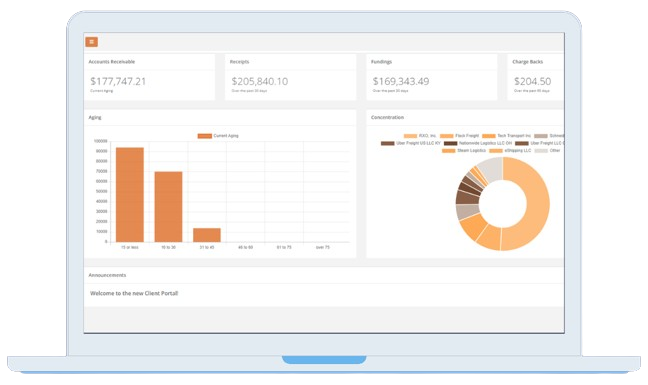 Accounts Receivable
$177,747.21
Current Aging
Receipts
$205,840.10
Over the past 30 days
Fundings
$169,343.49
Over the past 30 days
Charge Backs
$204.50
Over the past 90 days
Aging
Current Aging
100000
90000
80000
70000
60000
50000
40000
30000
20000
10000
0
15 or less
16 to 30
31 to 45
46 to 60
61 to 75
over 75
Concentration
RXO, Inc
Fitech Freight
Tech Transport Inc
Schneid
Uber Freight US LLC KY
Nationwide Logistics LLC OH
Uber Freight LLC
Steam Logistics
Shipping LLC
Other
Announcements
Welcome to the new Client Portal!